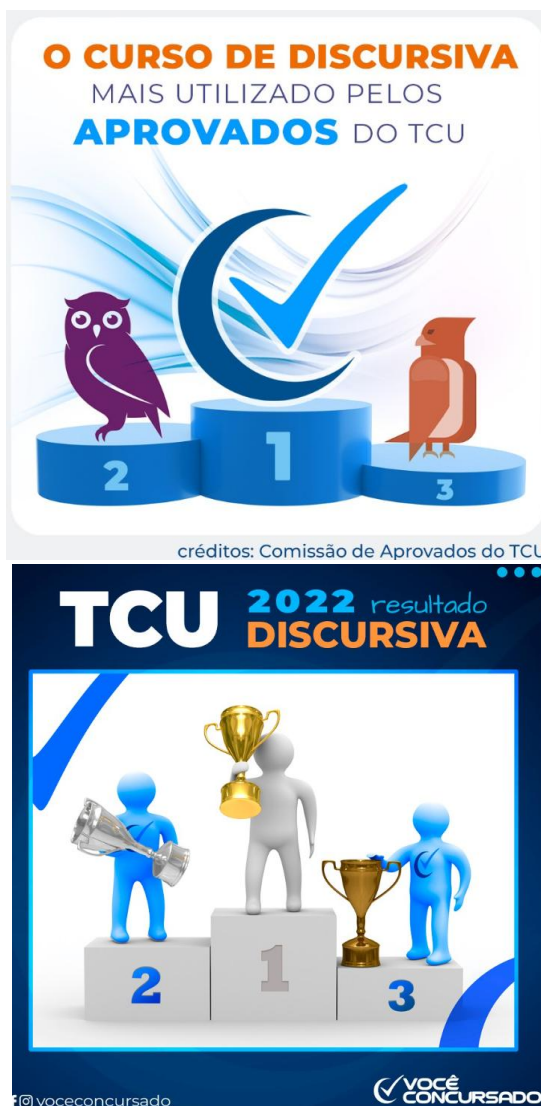 O CURSO DE DISCURSIVA
MAIS UTILIZADO PELOS
APROVADOS DO TCU
2
1
3
créditos: Comissão de Aprovados do TCU
TCU 2022 resultado
DISCURSIVA
2
1
3
voceconcursado
VOCÊ
CONCURSADO